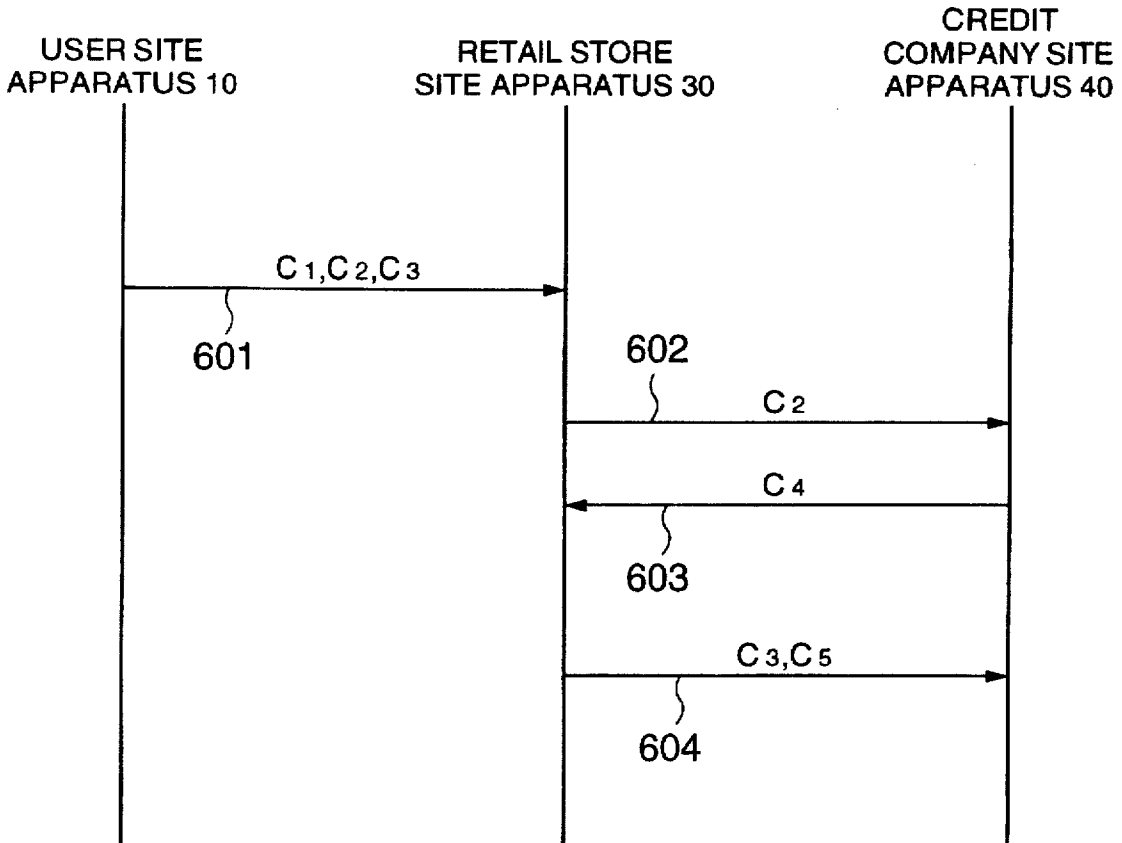 USER SITE
APPARATUS 10
RETAIL STORE
SITE APPARATUS 30
CREDIT
COMPANY SITE
APPARATUS 40
C1,C2,C3
601
602
C2
C4
603
C3,C5
604